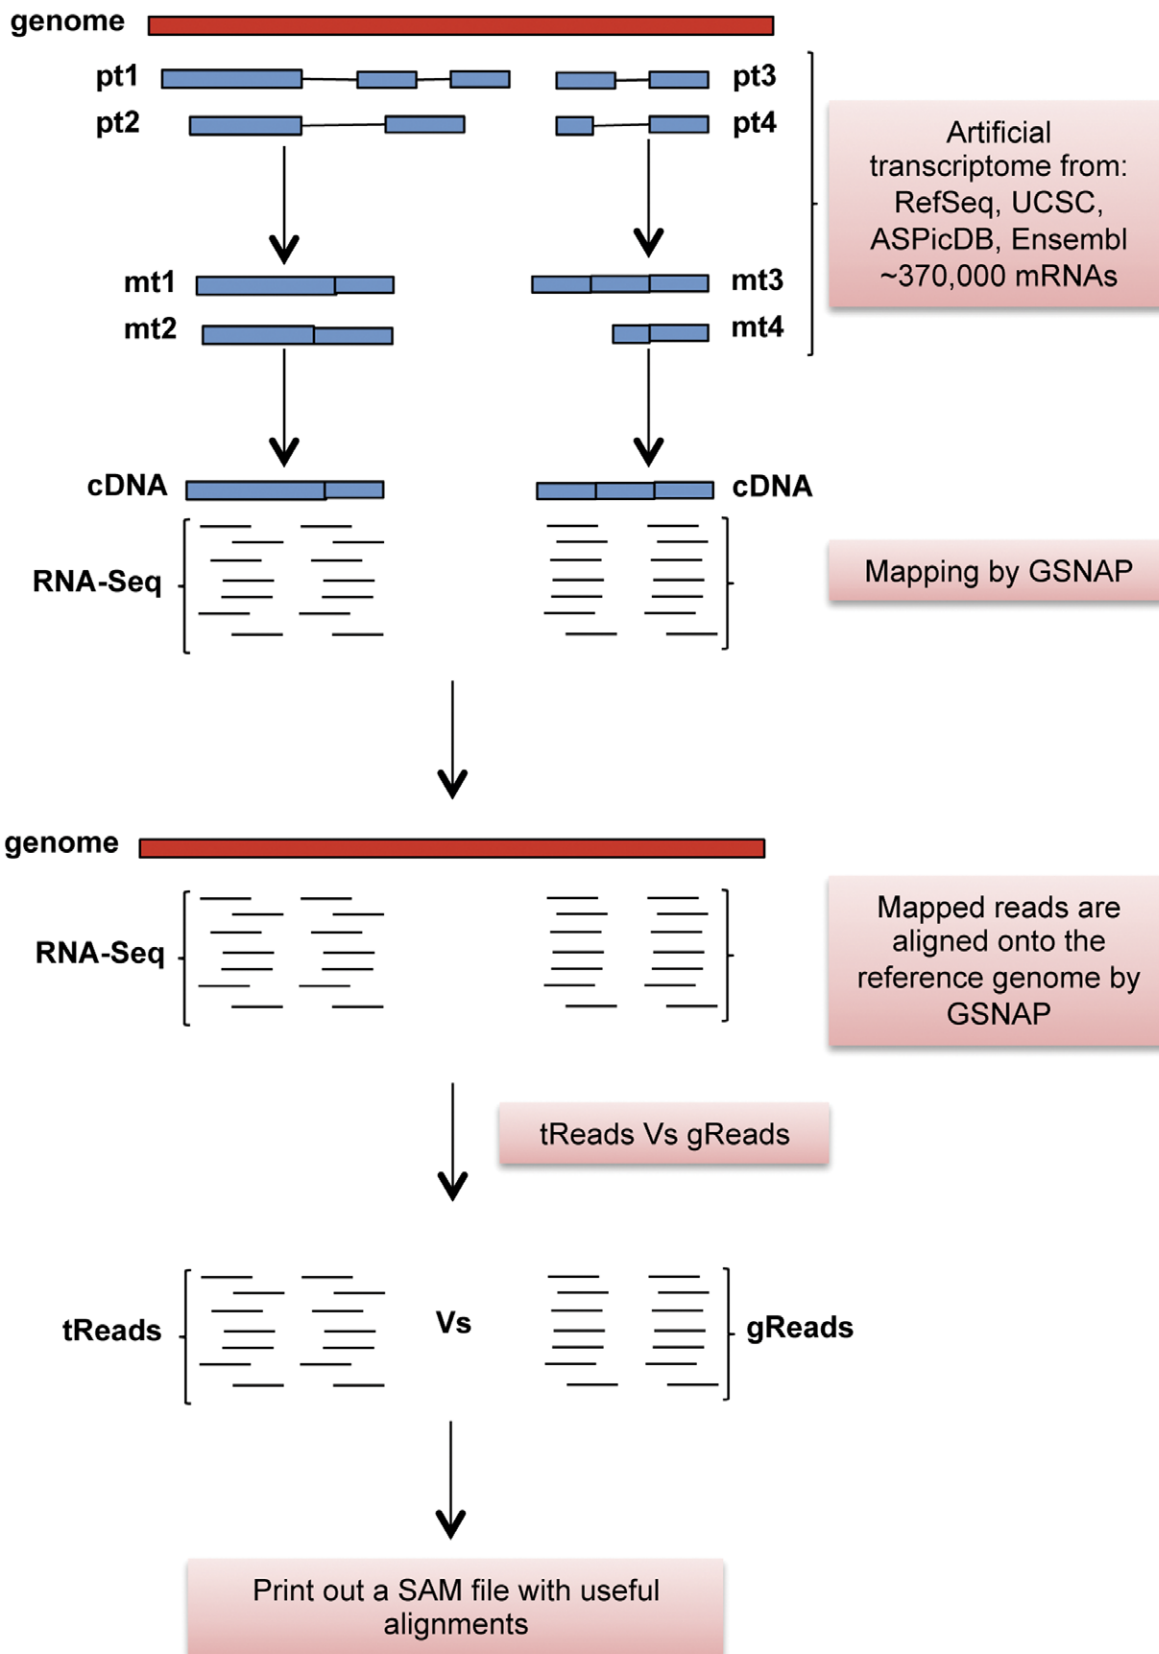 genome
pt1
pt3
pt2
pt4
Artificial
transcriptome from:
RefSeq, UCSC,
ASPicDB, Ensembl
~370,000 mRNAs
mt1
mt3
mt2
mt4
cDNA
cDNA
RNA-Seq
Mapping by GSNAP
genome
RNA-Seq
Mapped reads are
aligned onto the
reference genome by
GSNAP
tReads Vs gReads
tReads
Vs
gReads
Print out a SAM file with useful
alignments